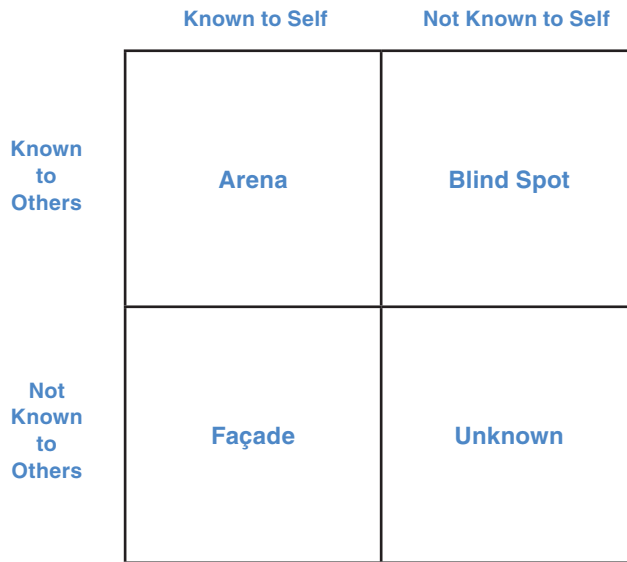 Known to Self
Not Known to Self
Known
to
Others
Arena
Blind Spot
Not
Known
to
Others
Façade
Unknown